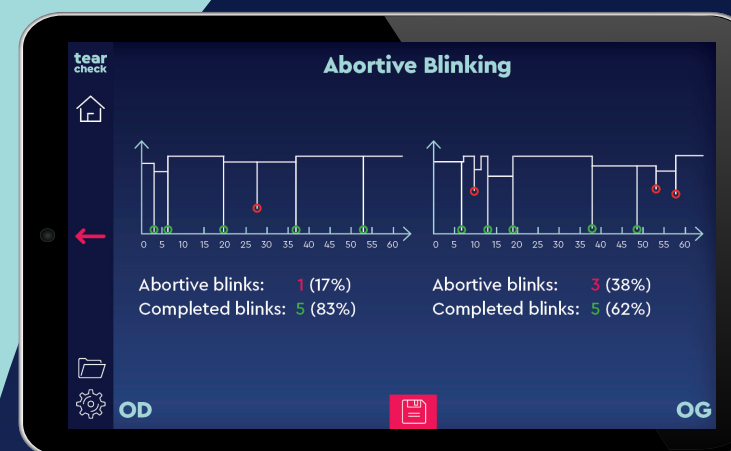 tear
check
Abortive Blinking
0 5 10 15 20 25 30 35 40 45 50 55 60
0 5 10 15 20 25 30 35 40 45 50 55 60
Abortive blinks: 1 (17%)
Completed blinks: 5 (83%)
Abortive blinks: 3 (38%)
Completed blinks: 5 (62%)
OD
OG